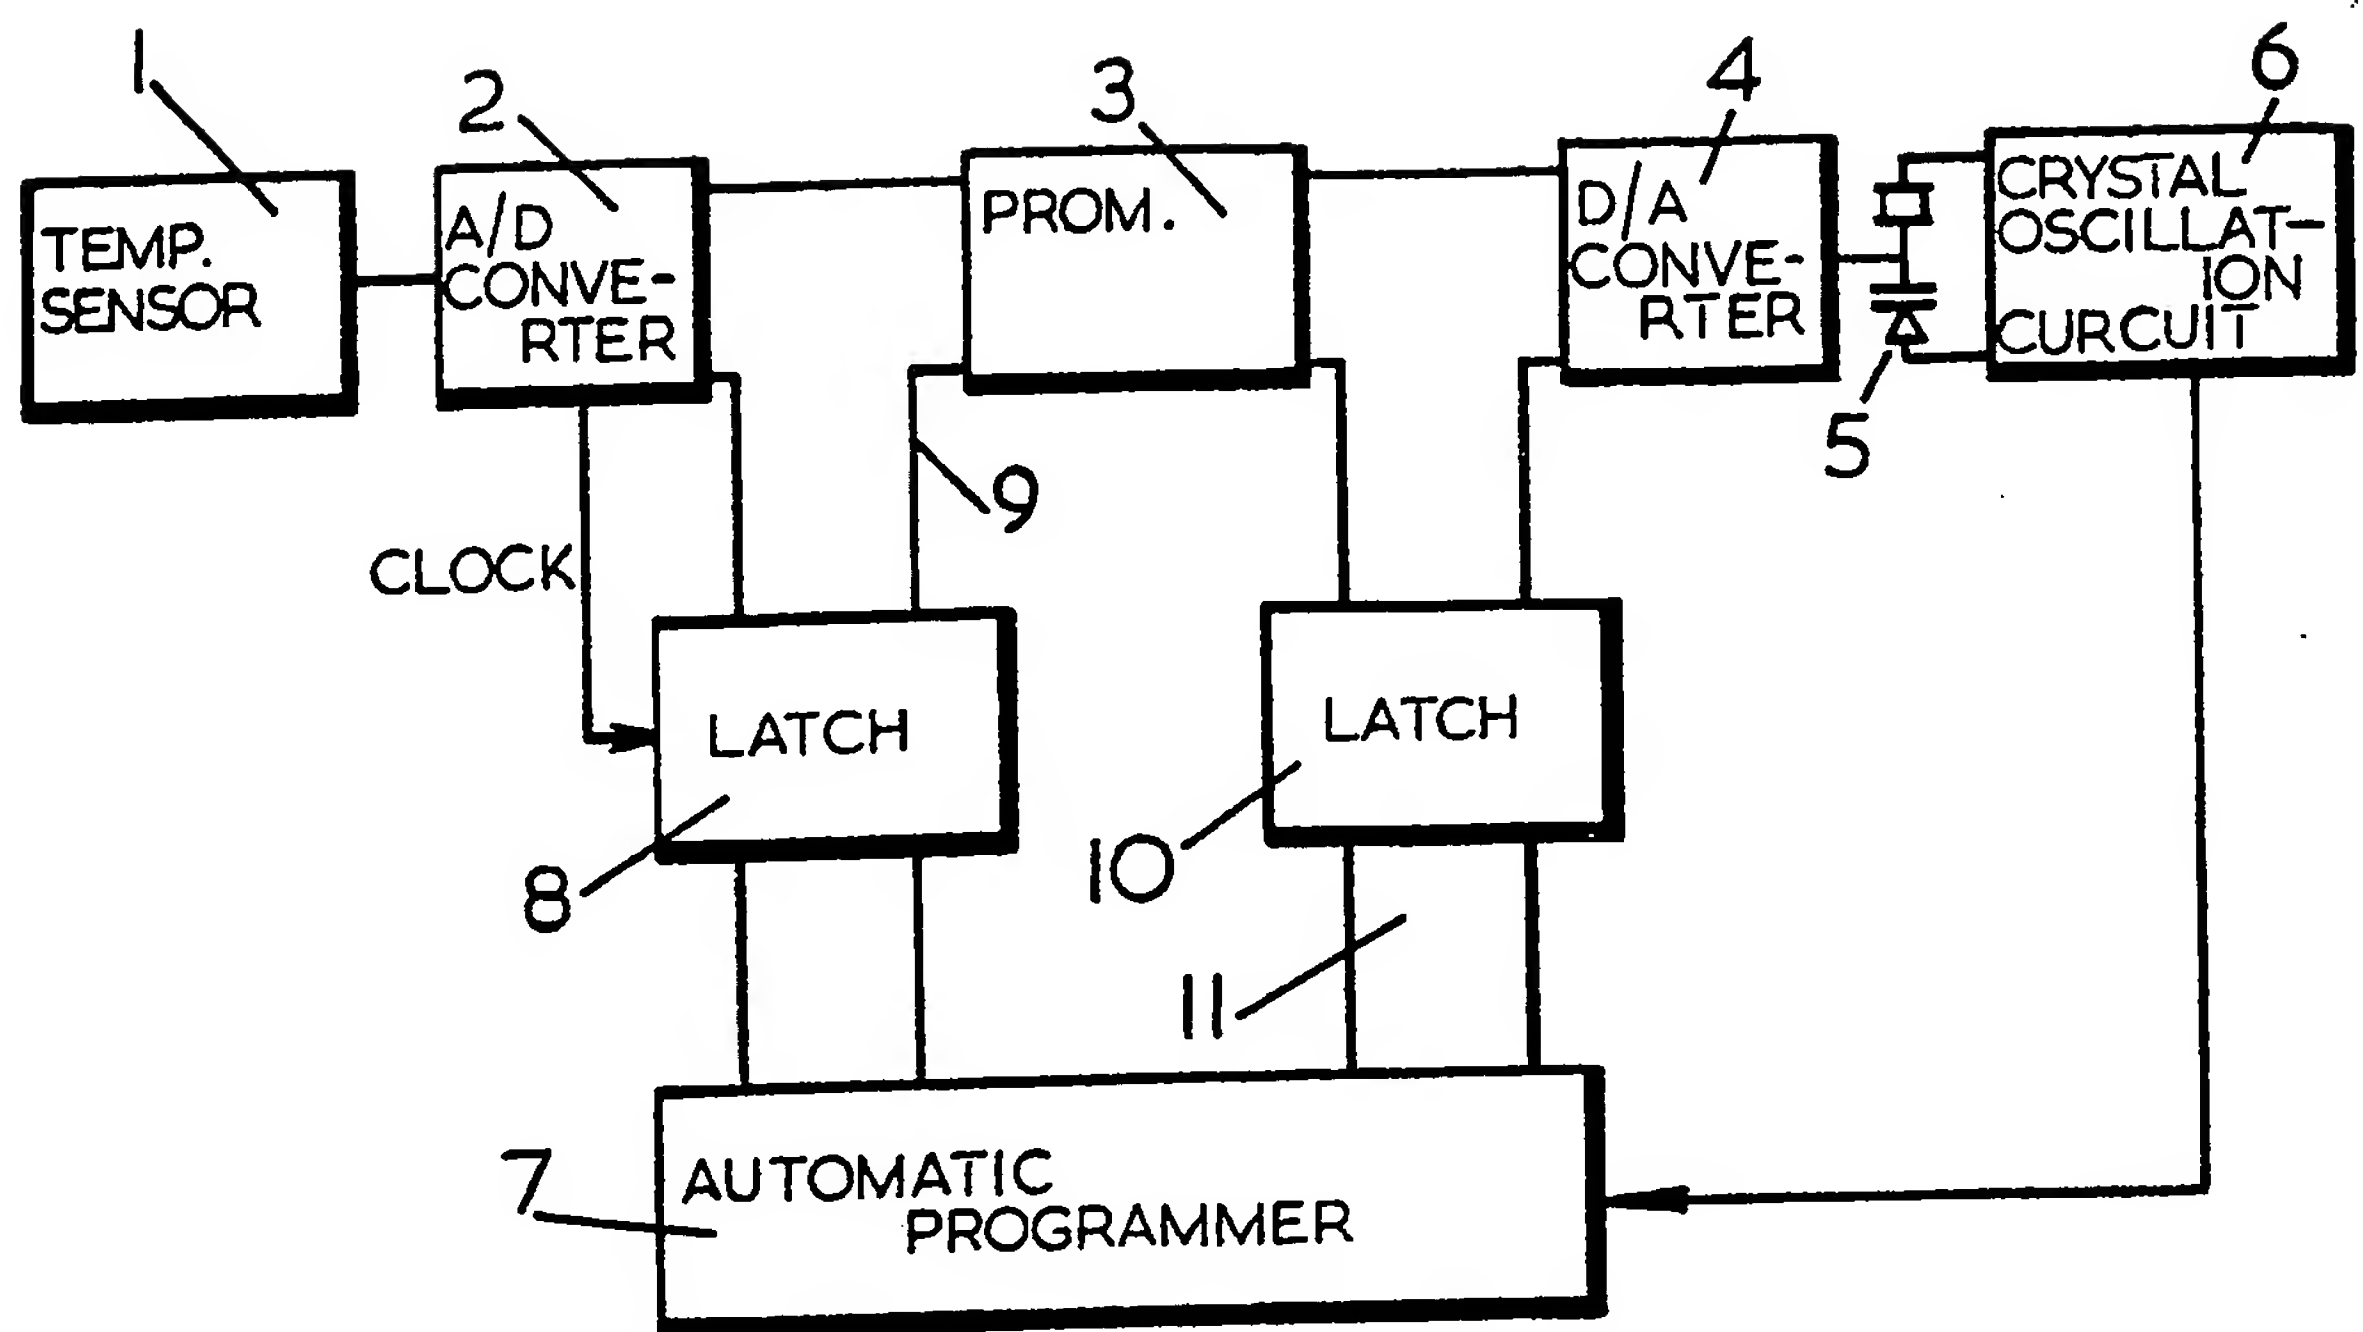 1
2
3
4
6
TEMP.
SENSOR
A/D
CONVE-
RTER
PROM.
D/A
CONVE-
RTER
CRYSTAL
OSCILLAT-
ION
CURCUIT
5
9
CLOCK
LATCH
LATCH
8
10
11
7
AUTOMATIC
PROGRAMMER